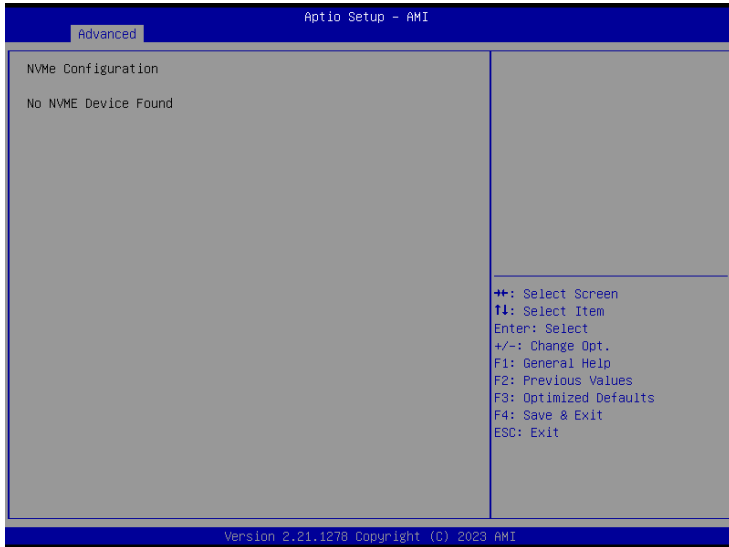 Aptio Setup - AMI
Advanced
NVMe Configuration
No NVME Device Found
→←: Select Screen
↑↓: Select Item
Enter: Select
+/-: Change Opt.
F1: General Help
F2: Previous Values
F3: Optimized Defaults
F4: Save & Exit
ESC: Exit
Version 2.21.1278 Copyright (C) 2023 AMI